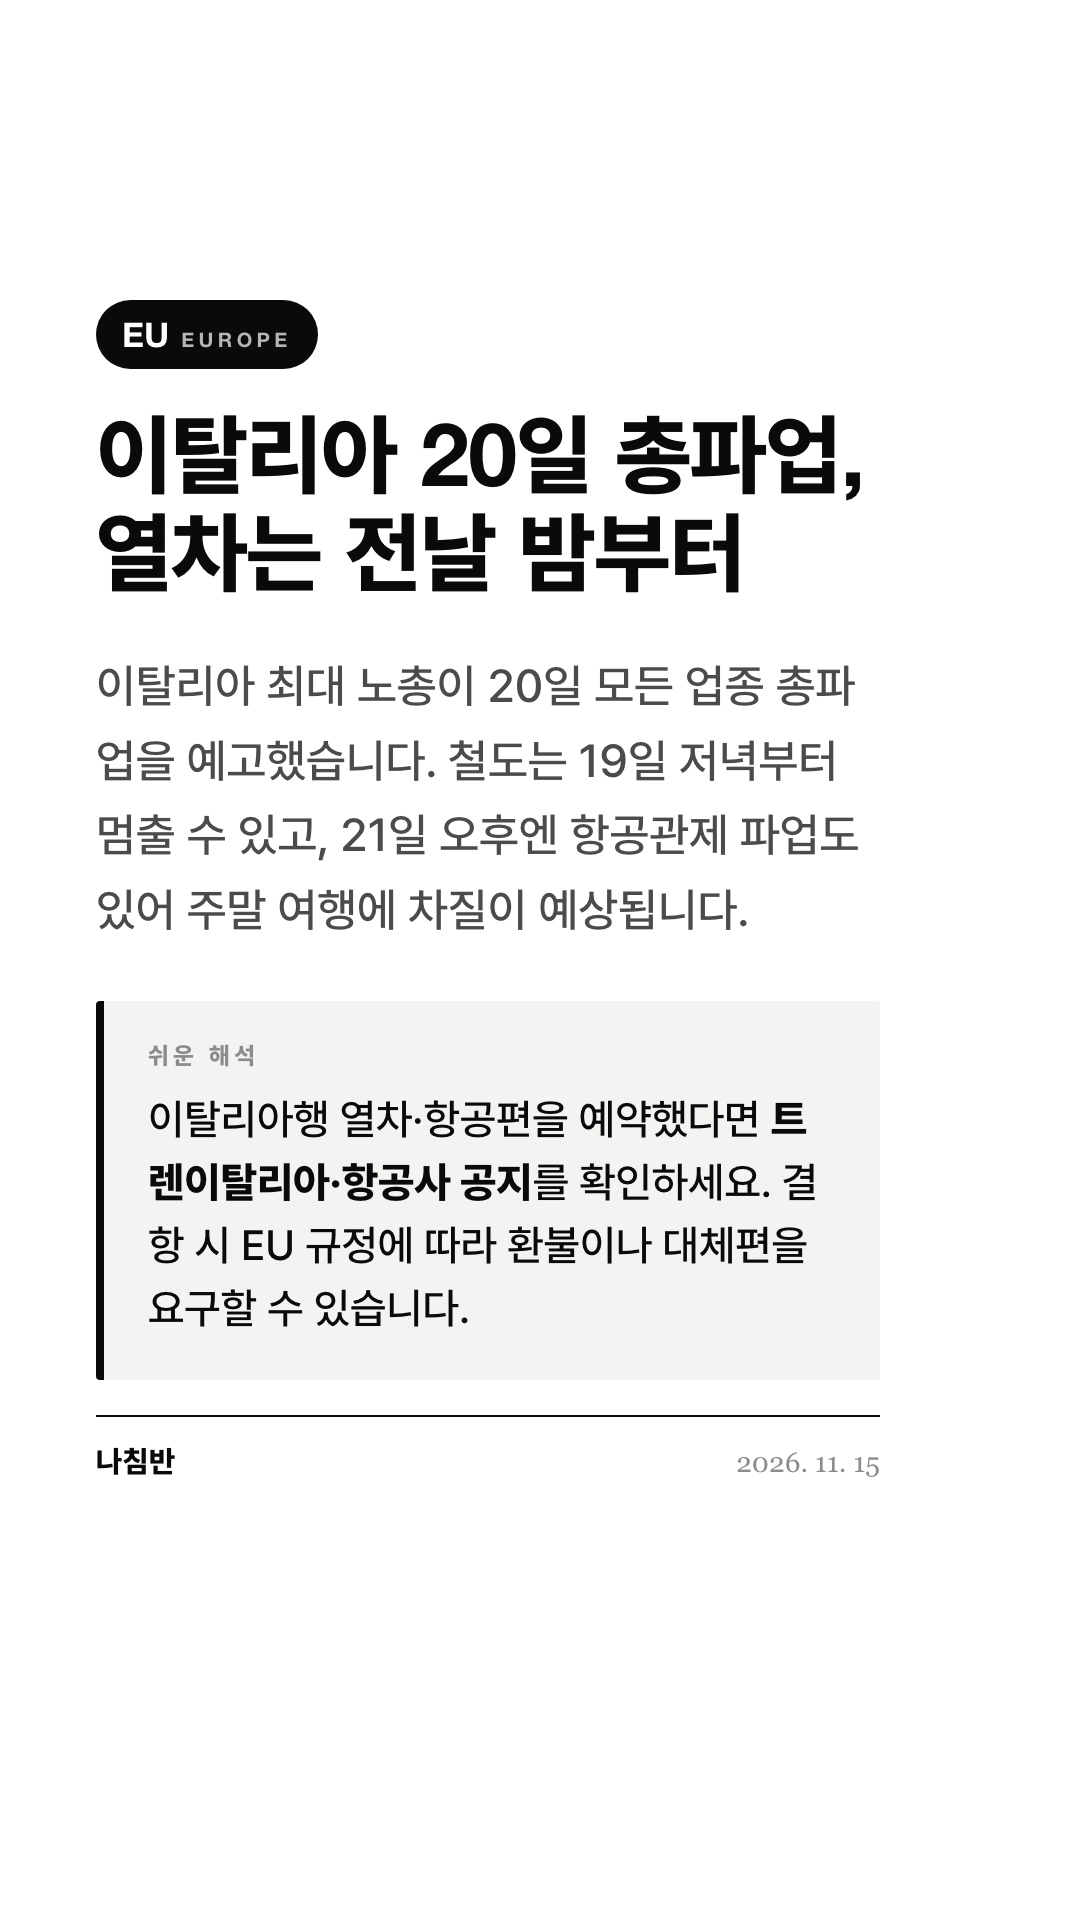 EU EUROPE
이탈리아 20일 총파업,
열차는 전날 밤부터
이탈리아 최대 노총이 20일 모든 업종 총파
업을 예고했습니다. 철도는 19일 저녁부터
멈출 수 있고, 21일 오후엔 항공관제 파업도
있어 주말 여행에 차질이 예상됩니다.
쉬운 해석
이탈리아행 열차·항공편을 예약했다면 트
렌이탈리아·항공사 공지를 확인하세요. 결
항 시 EU 규정에 따라 환불이나 대체편을
요구할 수 있습니다.
나침반
2026. 11. 15